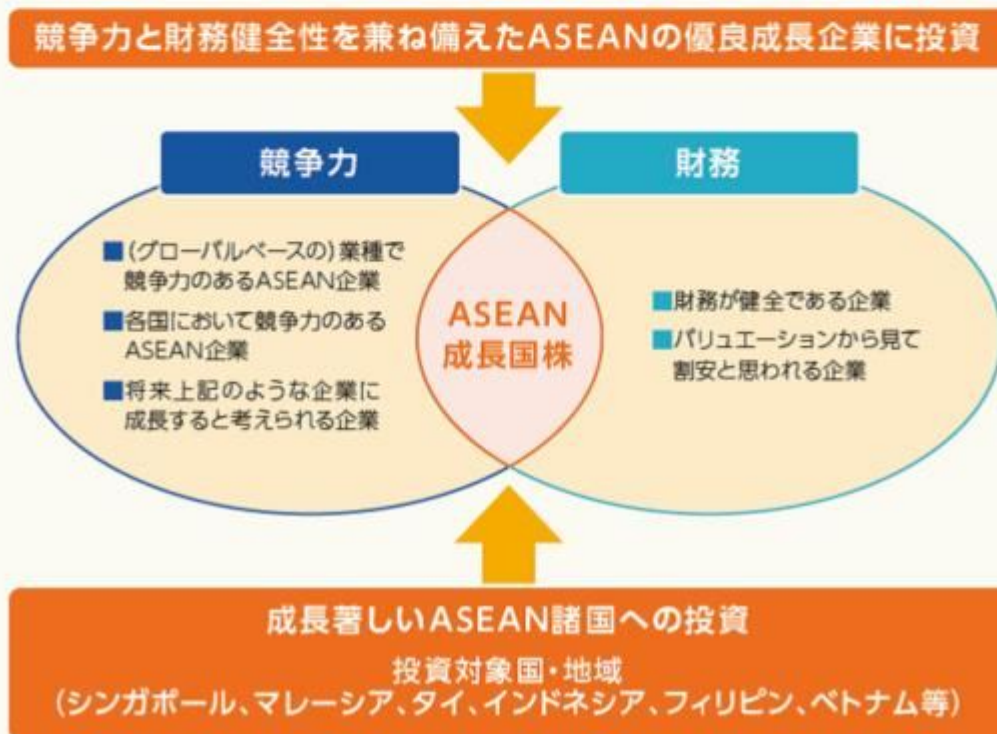 競争力と財務健全性を兼ね備えたASEANの優良成長企業に投資
競争力
■(グローバルベースの)業種で
競争力のあるASEAN企業
■各国において競争力のある
ASEAN企業
■将来上記のような企業に
成長すると考えられる企業
ASEAN
成長国株
財務
■財務が健全である企業
■バリュエーションから見て
割安と思われる企業
成長著しいASEAN諸国への投資
投資対象国・地域
(シンガポール、マレーシア、タイ、インドネシア、フィリピン、ベトナム等)